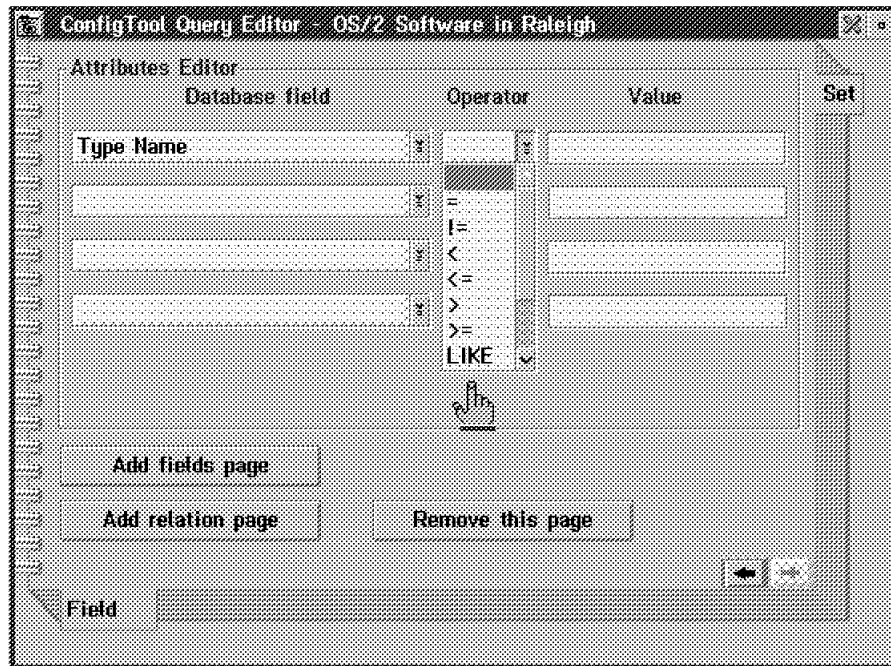 ConfigTool Query Editor - OS/2 Software in Raleigh
Attributes Editor
Database field Operator Value
Set
Type Name
=
!=
<
<=
>
>=
LIKE
Add fields page
Add relation page Remove this page
Field